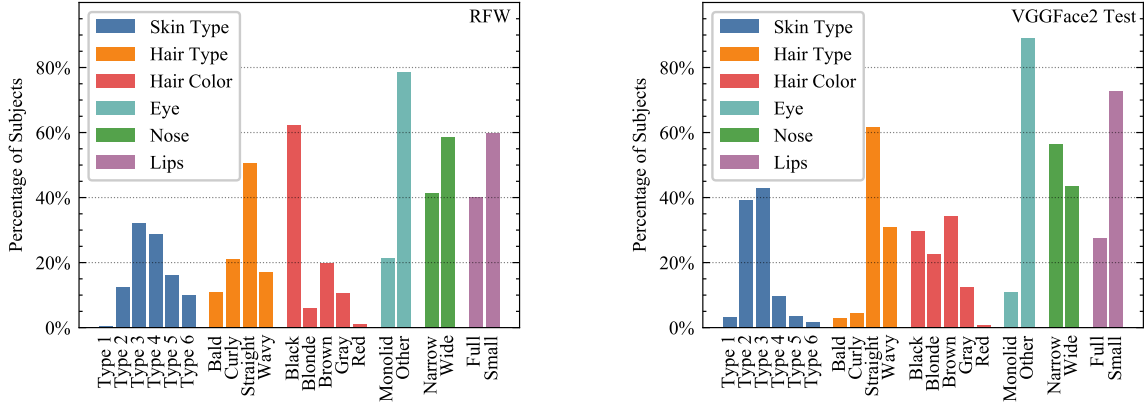 RFW
Skin Type
Hair Type
Hair Color
Eye
Nose
Lips
Percentage of Subjects
80%
60%
40%
20%
0%
Type 1
Type 2
Type 3
Type 4
Type 5
Type 6
Bald
Curly
Straight
Wavy
Black
Blonde
Brown
Gray
Red
Monolid
Other
Narrow
Wide
Full
Small
VGGFace2 Test
Skin Type
Hair Type
Hair Color
Eye
Nose
Lips
Percentage of Subjects
80%
60%
40%
20%
0%
Type 1
Type 2
Type 3
Type 4
Type 5
Type 6
Bald
Curly
Straight
Wavy
Black
Blonde
Brown
Gray
Red
Monolid
Other
Narrow
Wide
Full
Small